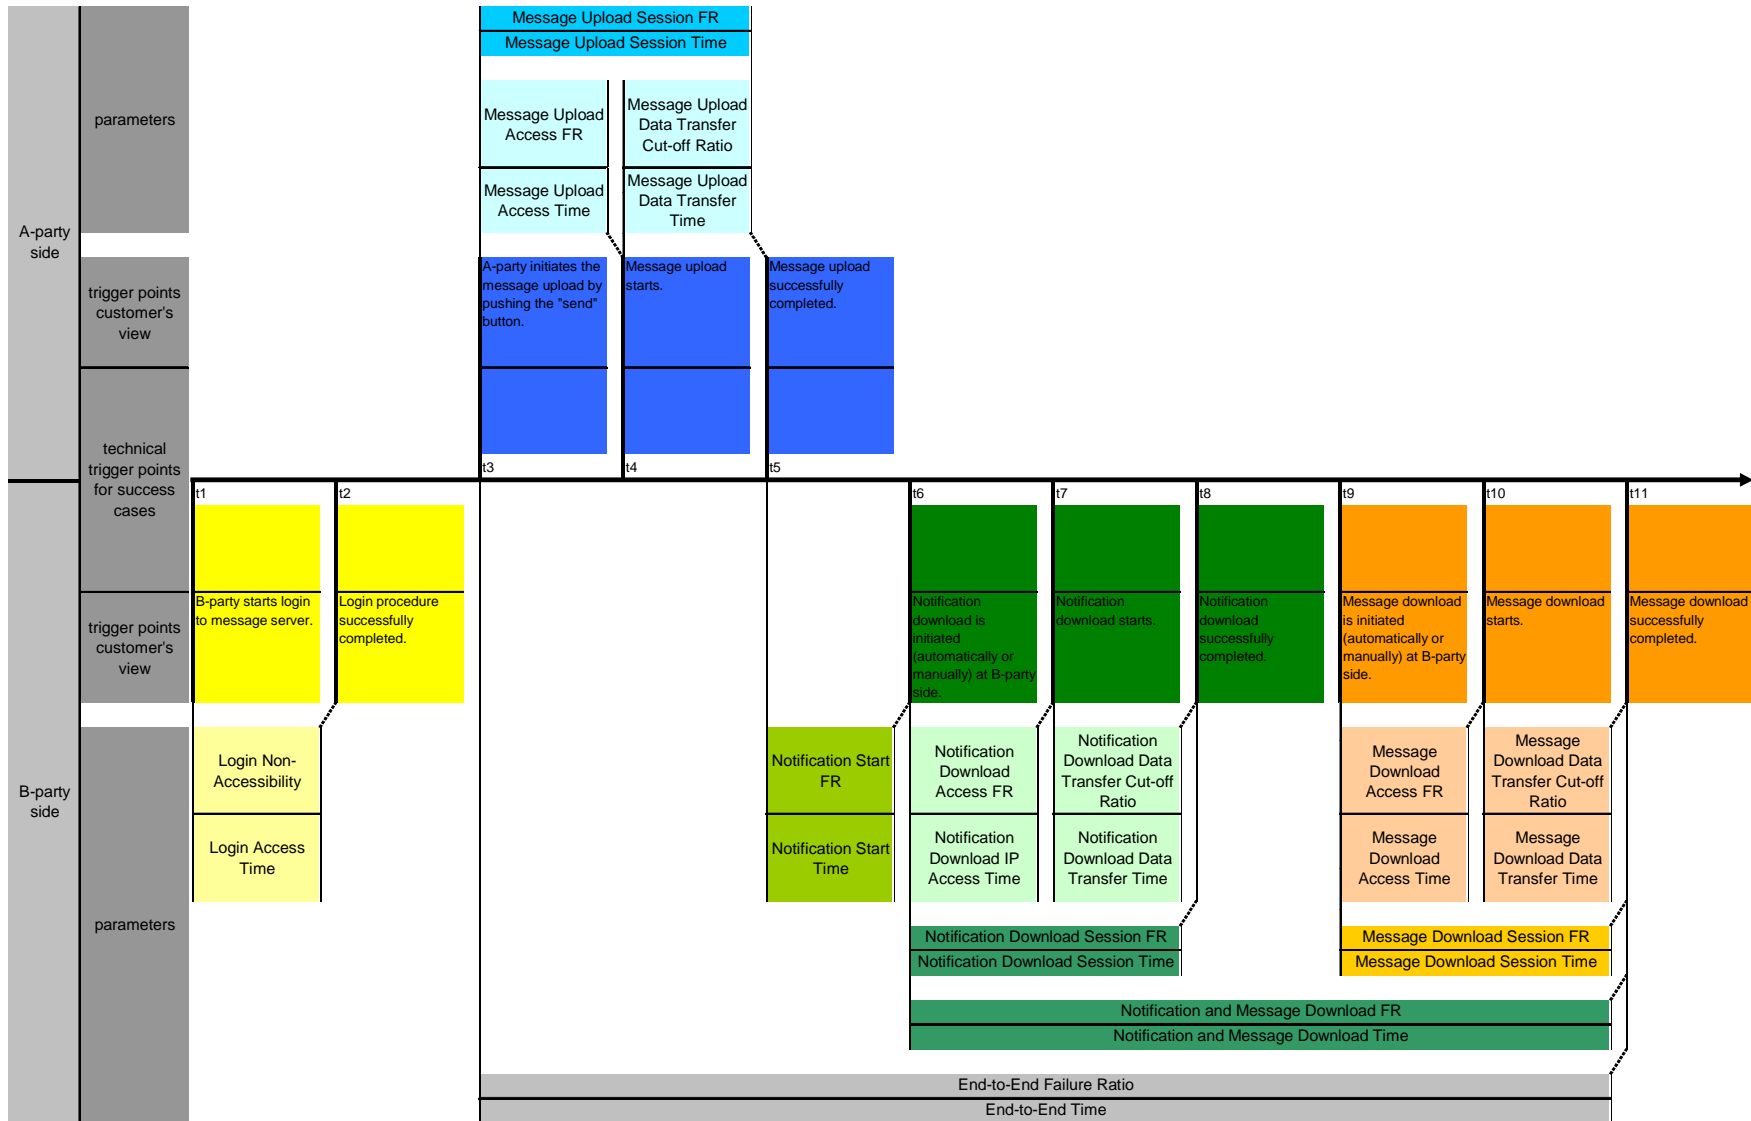 Message Upload Session FR
Message Upload Session Time
parameters
Message Upload
Access FR
Message Upload
Data Transfer
Cut-off Ratio
Message Upload
Access Time
Message Upload
Data Transfer
Time
A-party
side
trigger points
customer's
view
A-party initiates the
message upload by
pushing the "send"
button.
Message upload
starts.
Message upload
successfully
completed.
technical
trigger points
for success
cases
t3
t4
t5
t1
t2
t6
t7
t8
t9
t10
t11
B-party
side
trigger points
customer's
view
B-party starts login
to message server.
Login procedure
successfully
completed.
Notification
download is
initiated
(automatically or
manually) at B-party
side.
Notification
download starts.
Notification
download
successfully
completed.
Message download
is initiated
(automatically or
manually) at B-party
side.
Message download
starts.
Message download
successfully
completed.
parameters
Login Non-
Accessibility
Login Access
Time
Notification Start
FR
Notification Start
Time
Notification
Download
Access FR
Notification
Download IP
Access Time
Notification
Download Data
Transfer Cut-off
Ratio
Notification
Download Data
Transfer Time
Message
Download
Access FR
Message
Download
Access Time
Message
Download Data
Transfer Cut-off
Ratio
Message
Download Data
Transfer Time
Notification Download Session FR
Notification Download Session Time
Message Download Session FR
Message Download Session Time
Notification and Message Download FR
Notification and Message Download Time
End-to-End Failure Ratio
End-to-End Time